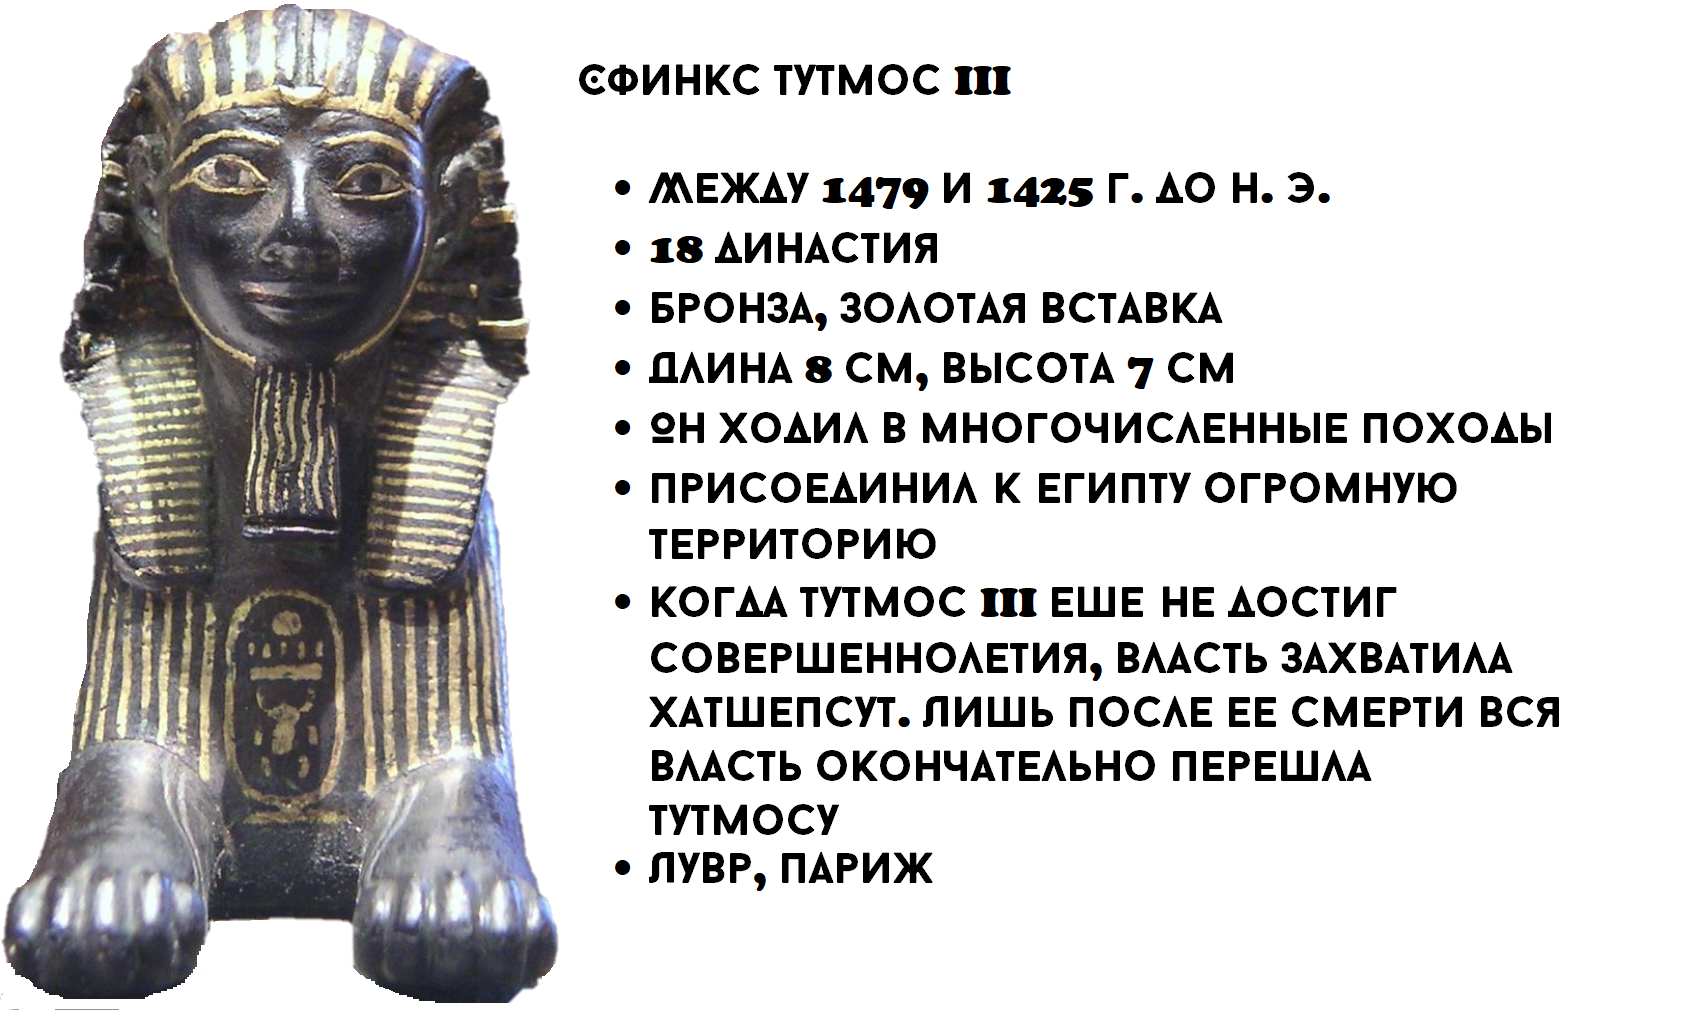 СФИНКС ТУТМОС III
• МЕЖДУ 1479 И 1425 Г. ДО Н. Э.
• 18 ДИНАСТИЯ
• БРОНЗА, ЗОЛОТАЯ ВСТАВКА
• ДЛИНА 8 СМ, ВЫСОТА 7 СМ
• ОН ХОДИЛ В МНОГОЧИСЛЕННЫЕ ПОХОДЫ
• ПРИСОЕДИНИЛ К ЕГИПТУ ОГРОМНУЮ
ТЕРРИТОРИЮ
• КОГДА ТУТМОС III ЕШЕ НЕ ДОСТИГ
СОВЕРШЕННОЛЕТИЯ, ВЛАСТЬ ЗАХВАТИЛА
ХАТШЕПСУТ. ЛИШЬ ПОСЛЕ ЕЕ СМЕРТИ ВСЯ
ВЛАСТЬ ОКОНЧАТЕЛЬНО ПЕРЕШЛА
ТУТМОСУ
• ЛУВР, ПАРИЖ